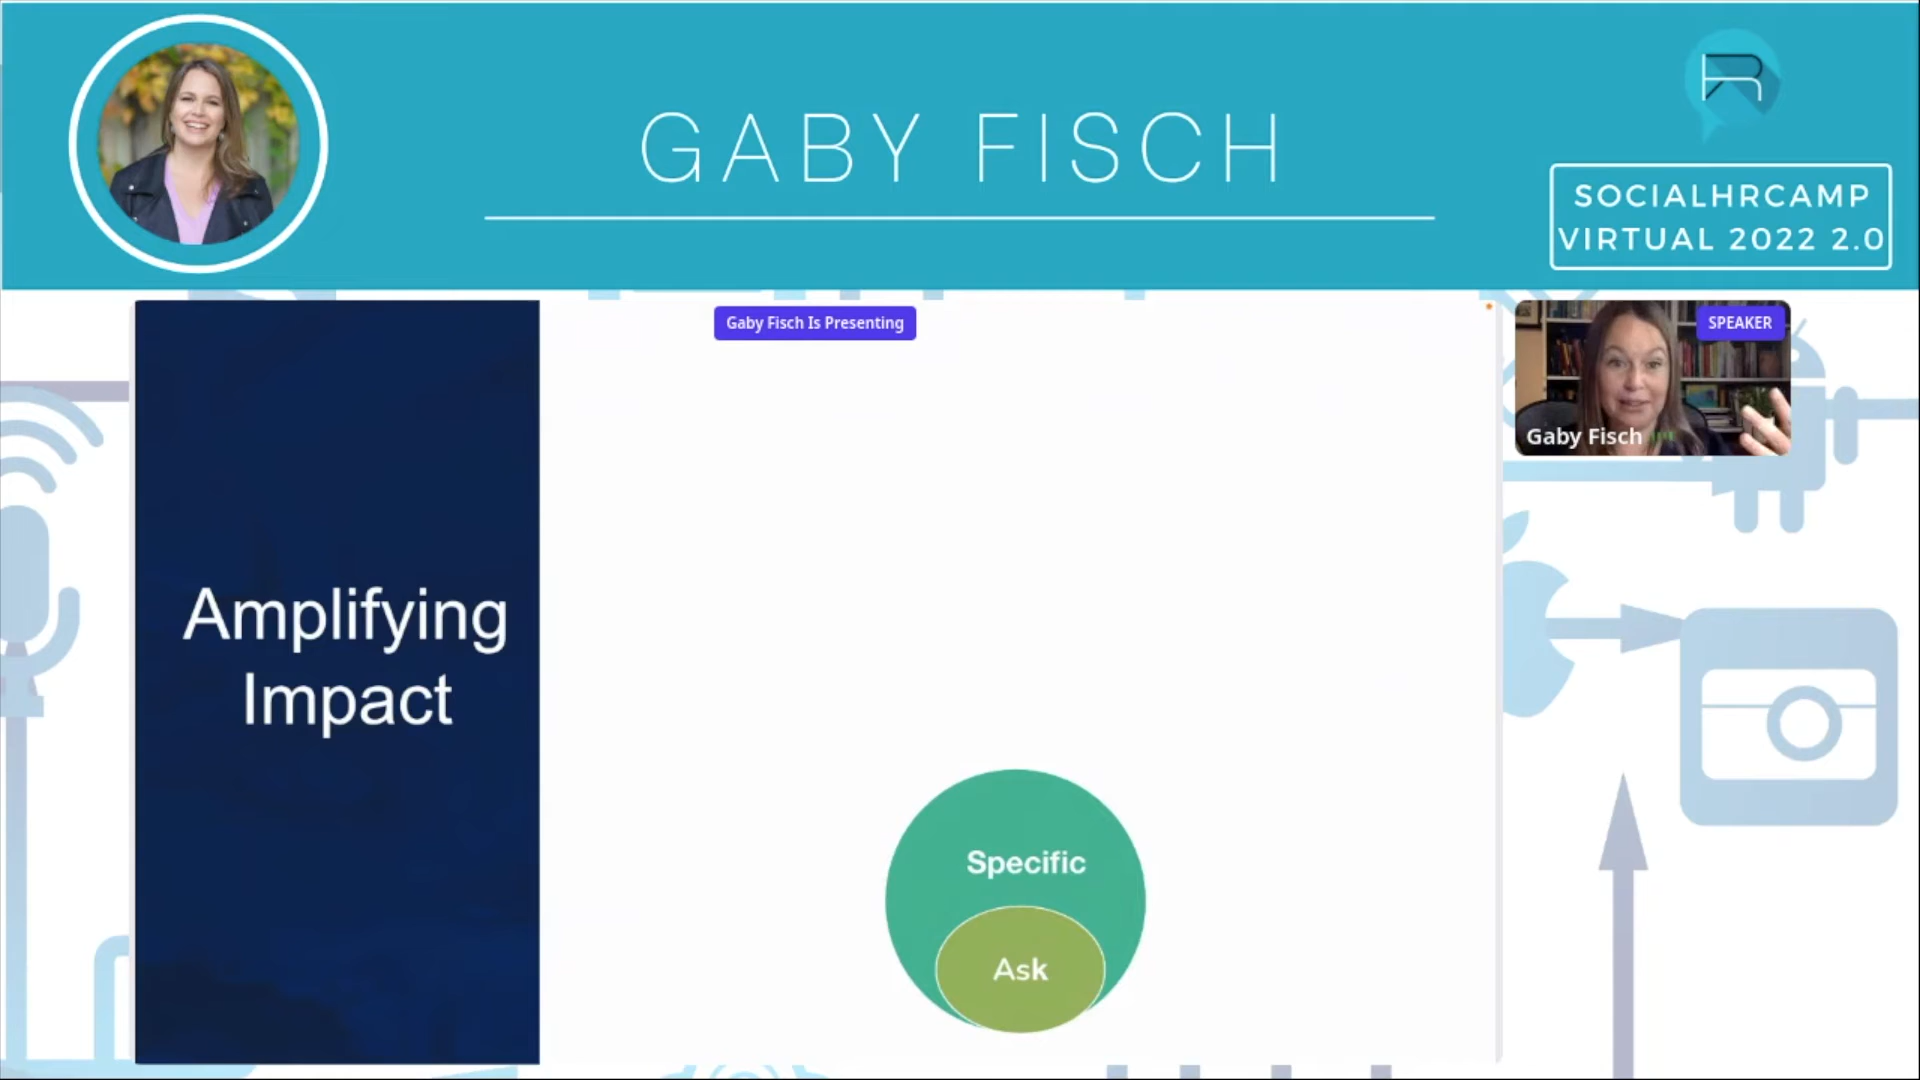 GABY FISCH
SOCIALHRCAMP
VIRTUAL 2022 2.0
Gaby Fisch Is Presenting
SPEAKER
Gaby Fisch
Amplifying
Impact
Specific
Ask